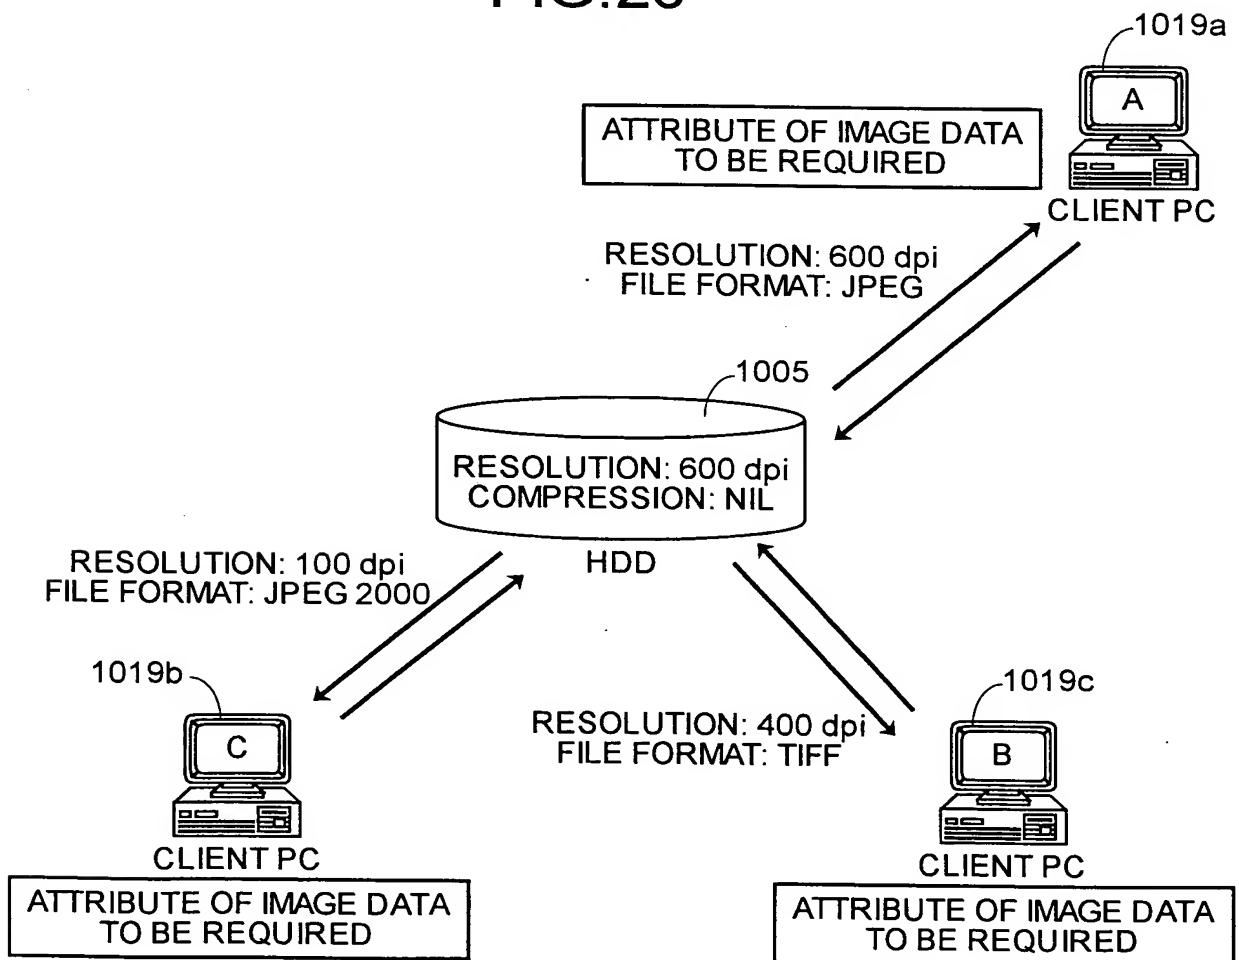 1019a
A
ATTRIBUTE OF IMAGE DATA
TO BE REQUIRED
CLIENT PC
RESOLUTION: 600 dpi
FILE FORMAT: JPEG
1005
RESOLUTION: 600 dpi
COMPRESSION: NIL
HDD
RESOLUTION: 100 dpi
FILE FORMAT: JPEG 2000
1019b
C
CLIENT PC
ATTRIBUTE OF IMAGE DATA
TO BE REQUIRED
RESOLUTION: 400 dpi
FILE FORMAT: TIFF
1019c
B
CLIENT PC
ATTRIBUTE OF IMAGE DATA
TO BE REQUIRED